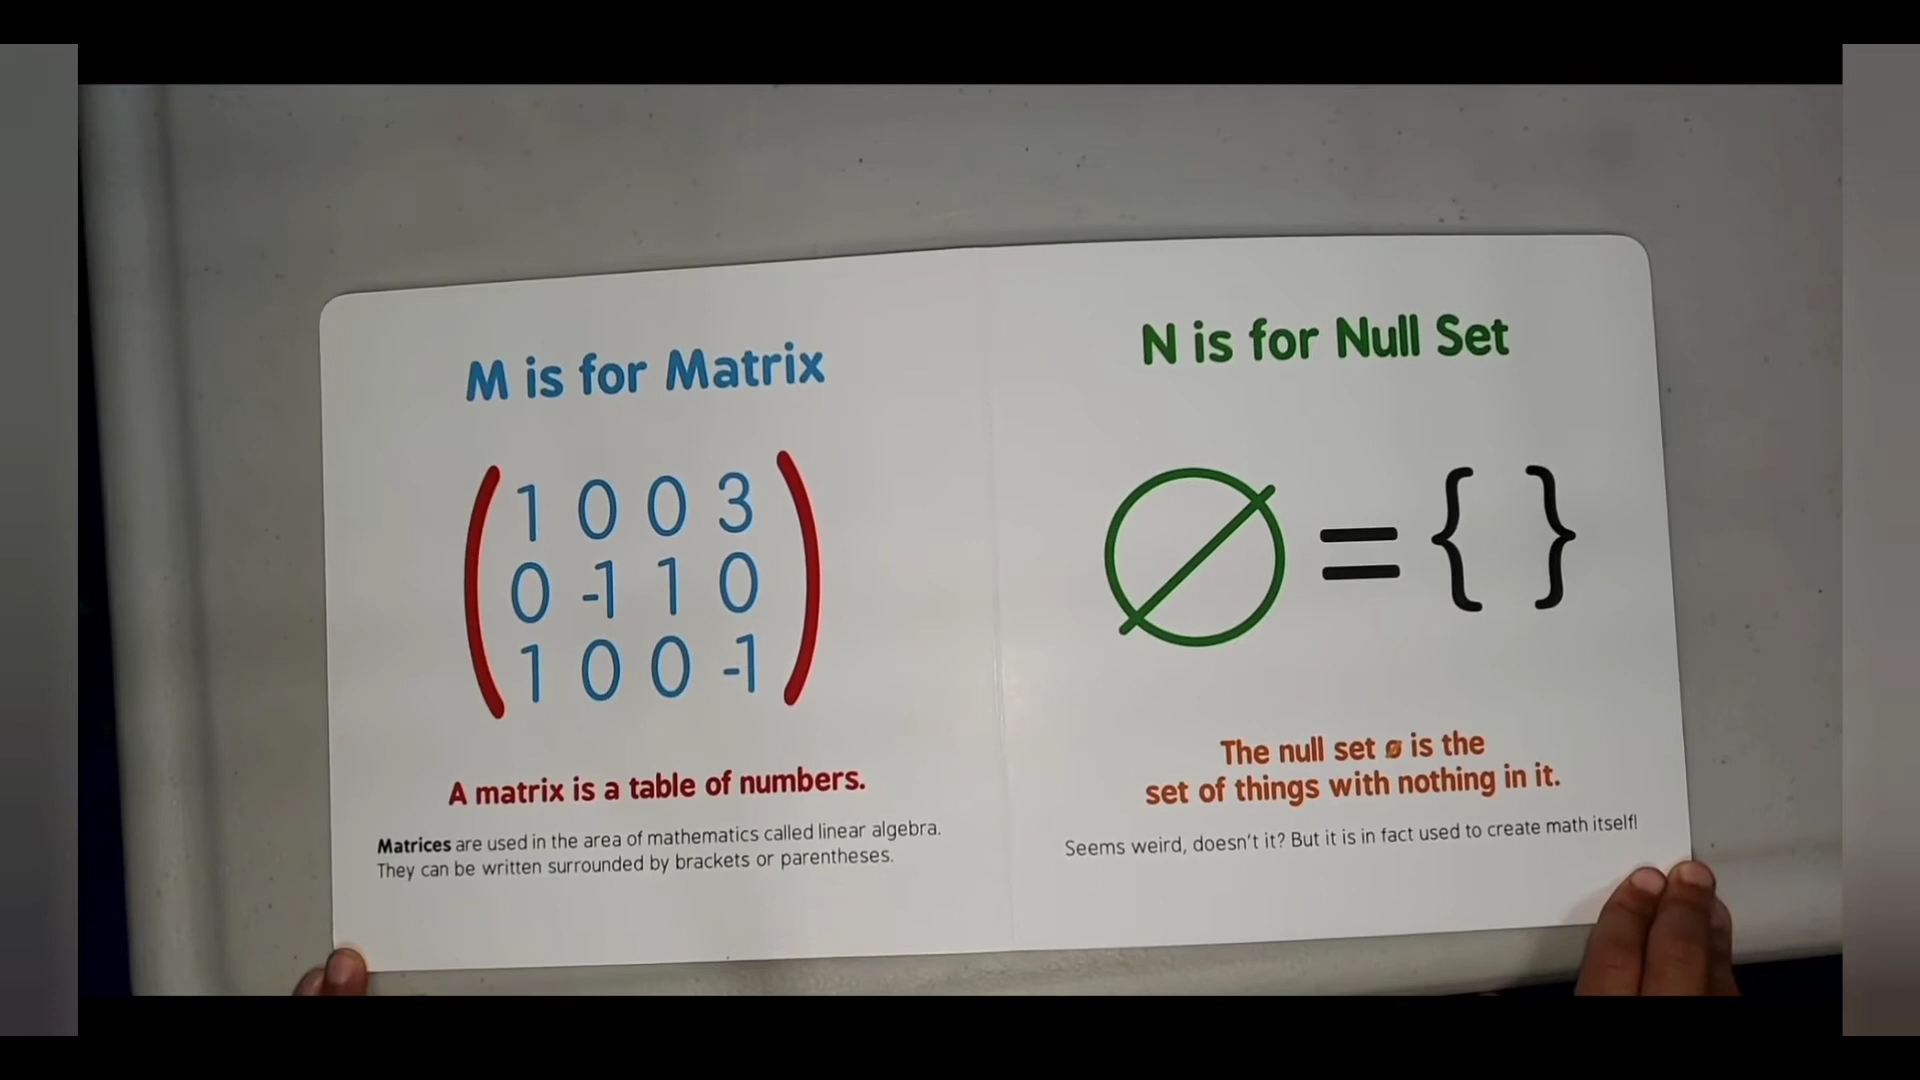 M is for Matrix
1 0 0 3
0 -1 1 0
1 0 0 -1
A matrix is a table of numbers.
Matrices are used in the area of mathematics called linear algebra.
They can be written surrounded by brackets or parentheses.
N is for Null Set
∅ = { }
The null set ∅ is the
set of things with nothing in it.
Seems weird, doesn't it? But it is in fact used to create math itself!